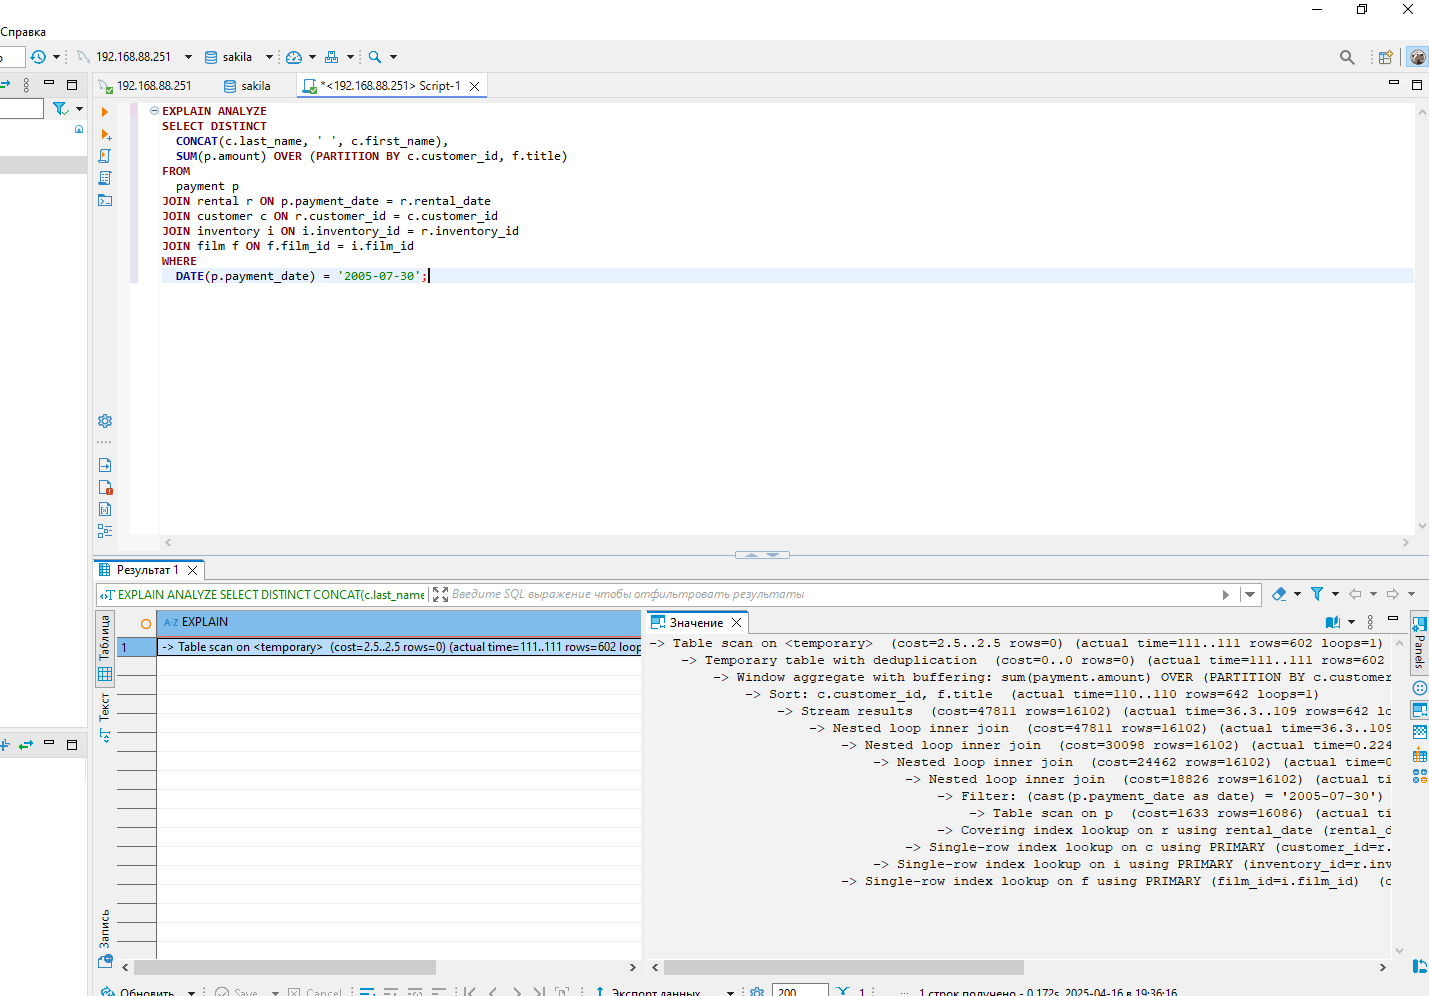 Справка
192.168.88.251
sakila
192.168.88.251
sakila
*<192.168.88.251> Script-1
EXPLAIN ANALYZE
SELECT DISTINCT
CONCAT(c.last_name, ' ', c.first_name),
SUM(p.amount) OVER (PARTITION BY c.customer_id, f.title)
FROM
payment p
JOIN rental r ON p.payment_date = r.rental_date
JOIN customer c ON r.customer_id = c.customer_id
JOIN inventory i ON i.inventory_id = r.inventory_id
JOIN film f ON f.film_id = i.film_id
WHERE
DATE(p.payment_date) = '2005-07-30';
Результат 1
EXPLAIN ANALYZE SELECT DISTINCT CONCAT(c.last_name
Введите SQL выражение чтобы отфильтровать результаты
Таблица
Текст
Запись
A-Z EXPLAIN
1
-> Table scan on <temporary>  (cost=2.5..2.5 rows=0) (actual time=111..111 rows=602 loop
Значение
Panels
-> Table scan on <temporary>  (cost=2.5..2.5 rows=0) (actual time=111..111 rows=602 loops=1)
-> Temporary table with deduplication  (cost=0..0 rows=0) (actual time=111..111 rows=602
-> Window aggregate with buffering: sum(payment.amount) OVER (PARTITION BY c.customer
-> Sort: c.customer_id, f.title  (actual time=110..110 rows=642 loops=1)
-> Stream results  (cost=47811 rows=16102) (actual time=36.3..109 rows=642 lo
-> Nested loop inner join  (cost=47811 rows=16102) (actual time=36.3..109
-> Nested loop inner join  (cost=30098 rows=16102) (actual time=0.224
-> Nested loop inner join  (cost=24462 rows=16102) (actual time=0
-> Nested loop inner join  (cost=18826 rows=16102) (actual ti
-> Filter: (cast(p.payment_date as date) = '2005-07-30')
-> Table scan on p  (cost=1633 rows=16086) (actual ti
-> Covering index lookup on r using rental_date (rental_d
-> Single-row index lookup on c using PRIMARY (customer_id=r.
-> Single-row index lookup on i using PRIMARY (inventory_id=r.inv
-> Single-row index lookup on f using PRIMARY (film_id=i.film_id)  (c
Обновить
Save
Cancel
Экспорт данных
200
1
1 строк получено - 0.172s, 2025-04-16 в 19:36:16